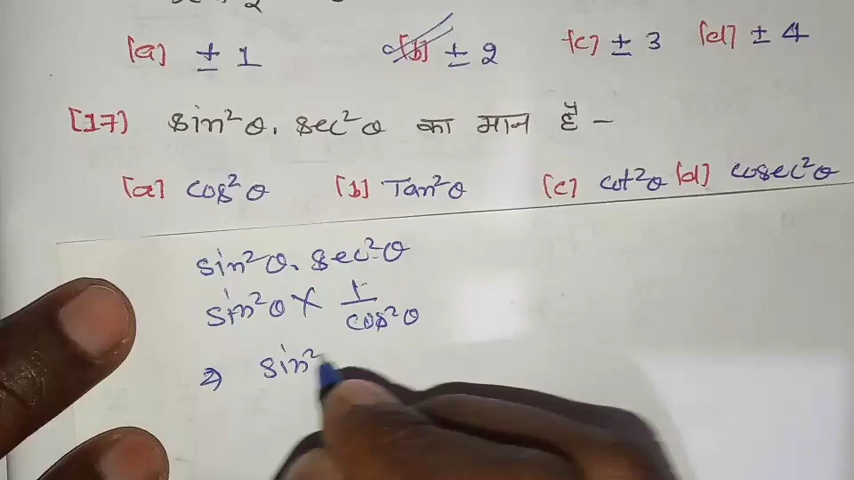 [a] ± 1 [b] ± 2 [c] ± 3 [d] ± 4
[17) sin²θ. sec²θ का मान है -
[a] cos²θ [b] Tan²θ [c] cot²θ [d] cosec²θ
sin²θ. sec²θ
sin²θ × 1/cos²θ
⇒ sin²